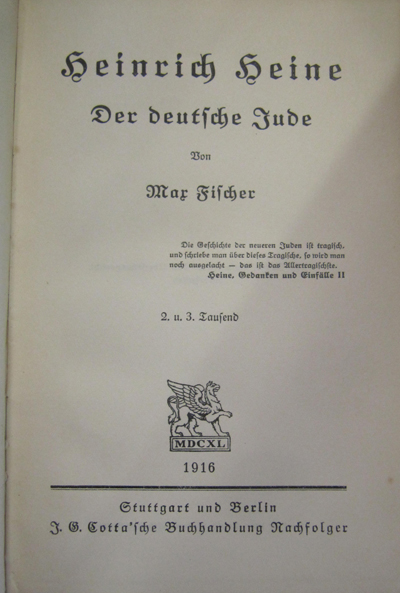 Heinrich Heine
Der deutsche Jude
Von
Max Fischer
Die Geschichte der neueren Juden ist tragisch,
und schriebe man über dieses Tragische, so wird man
noch ausgelacht — das ist das Allertragischste.
Heine, Gedanken und Einfälle II
2. u. 3. Tausend
MDCXL
1916
Stuttgart und Berlin
J. G. Cotta'sche Buchhandlung Nachfolger